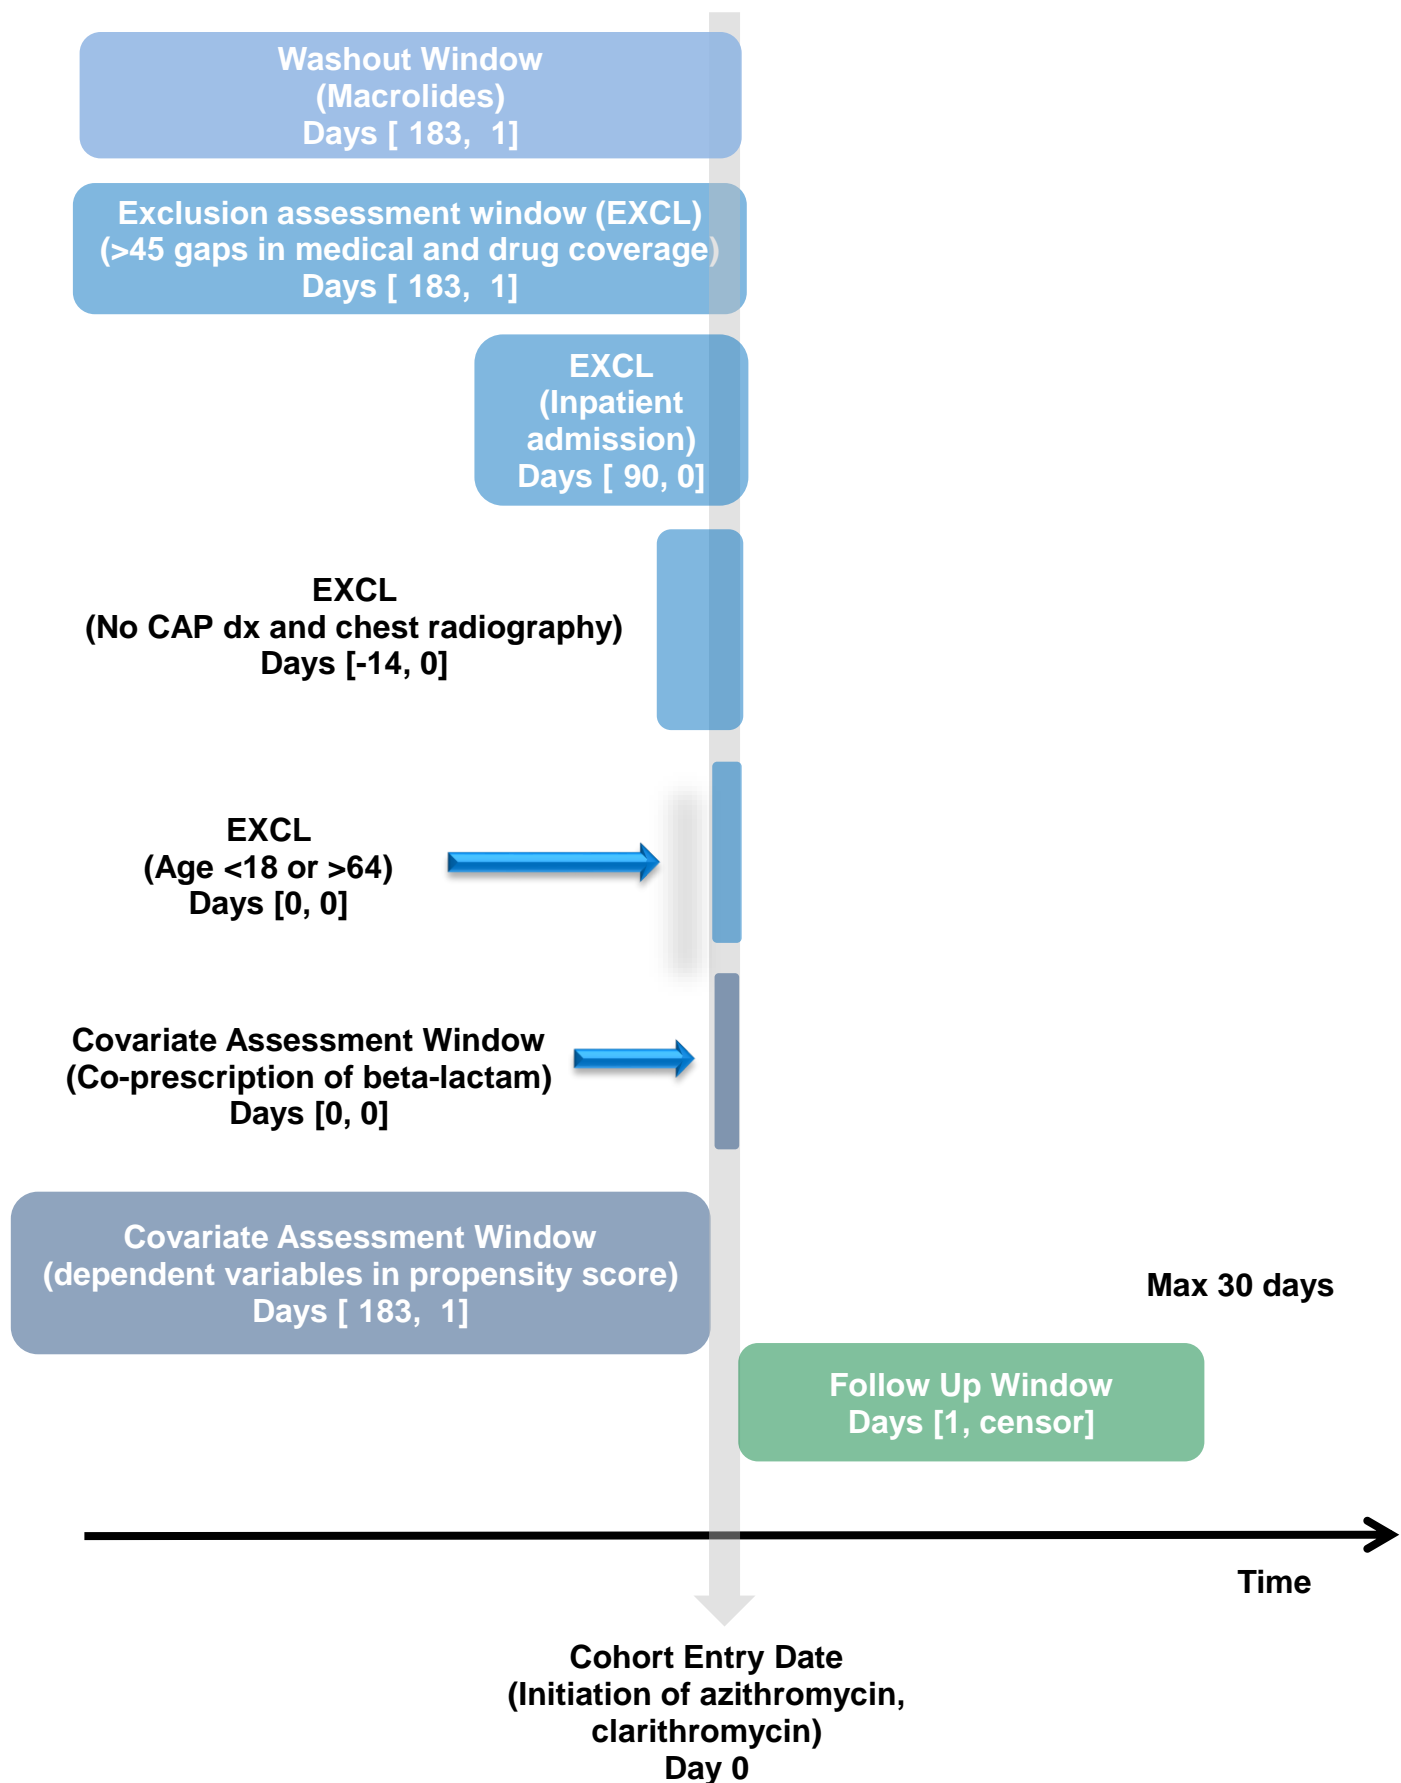 Washout Window
(Macrolides)
Days [ 183,  1]
Exclusion assessment window (EXCL)
(>45 gaps in medical and drug coverage)
Days [ 183,  1]
EXCL
(Inpatient
admission)
Days [ 90, 0]
EXCL
(No CAP dx and chest radiography)
Days [-14, 0]
EXCL
(Age <18 or >64)
Days [0, 0]
Covariate Assessment Window
(Co-prescription of beta-lactam)
Days [0, 0]
Covariate Assessment Window
(dependent variables in propensity score)
Days [ 183,  1]
Max 30 days
Follow Up Window
Days [1, censor]
Time
Cohort Entry Date
(Initiation of azithromycin,
clarithromycin)
Day 0